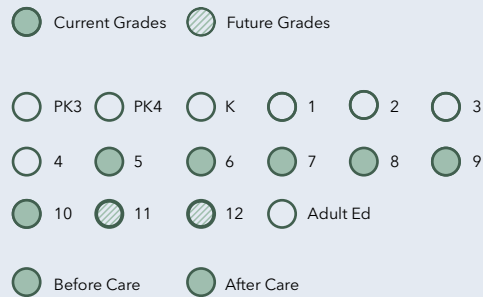 Current Grades Future Grades
PK3 PK4 K 1 2 3
4 5 6 7 8 9
10 11 12 Adult Ed
Before Care After Care